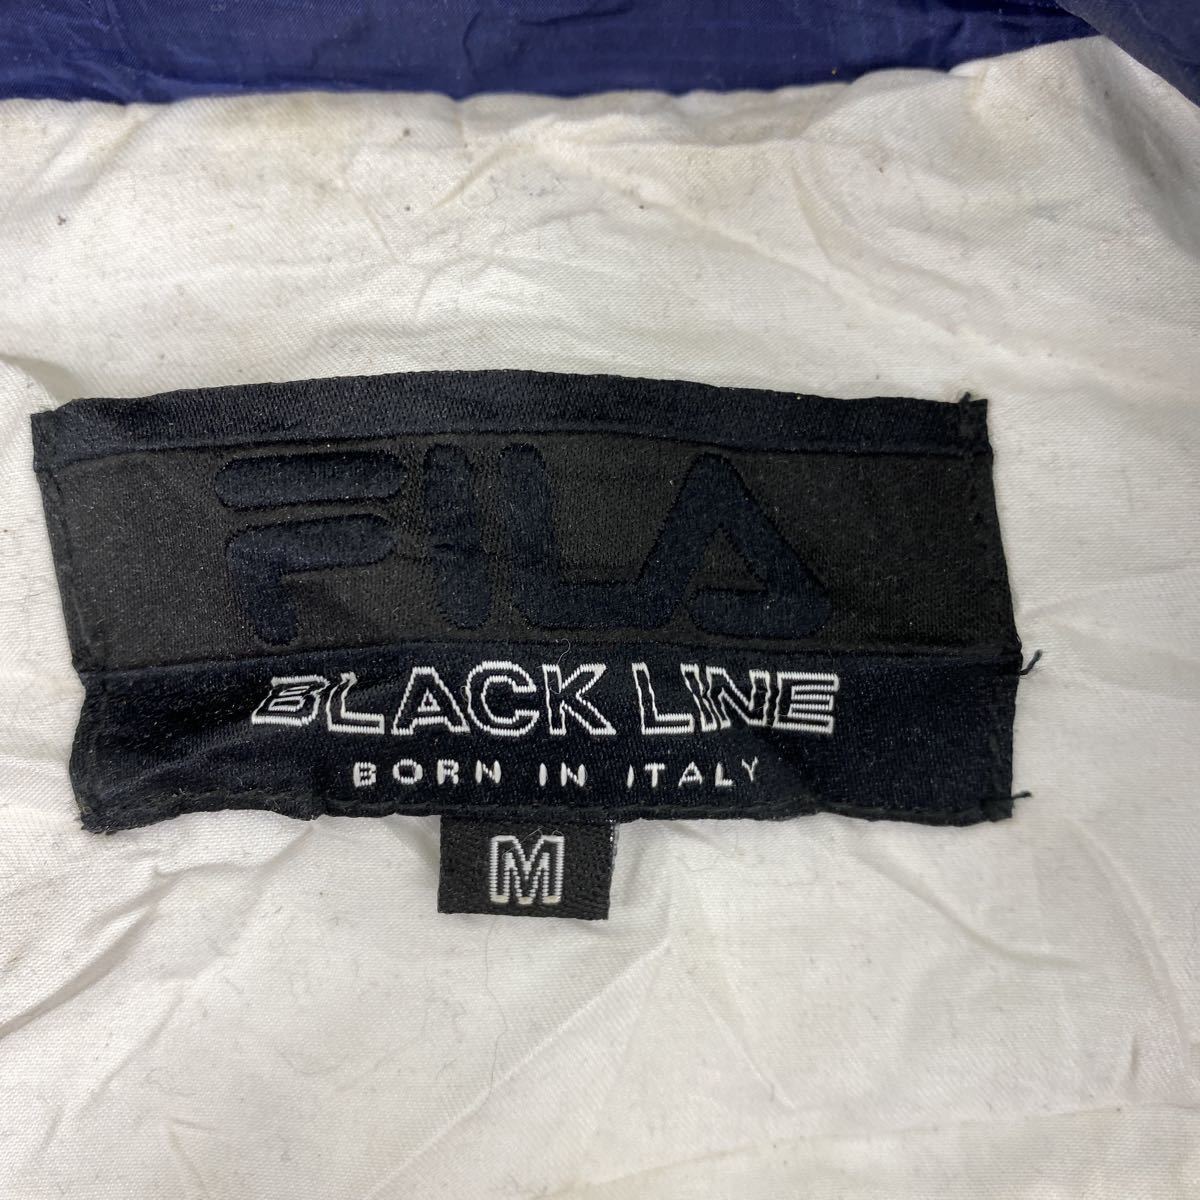 FILA
BLACK LINE
BORN IN ITALY
M